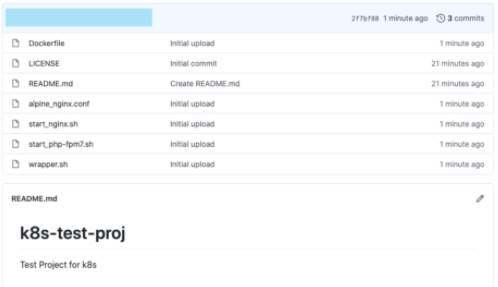 2f7bf88 1 minute ago 3 commits
Dockerfile Initial upload 1 minute ago
LICENSE Initial commit 21 minutes ago
README.md Create README.md 21 minutes ago
alpine_nginx.conf Initial upload 1 minute ago
start_nginx.sh Initial upload 1 minute ago
start_php-fpm7.sh Initial upload 1 minute ago
wrapper.sh Initial upload 1 minute ago
README.md
k8s-test-proj
Test Project for k8s